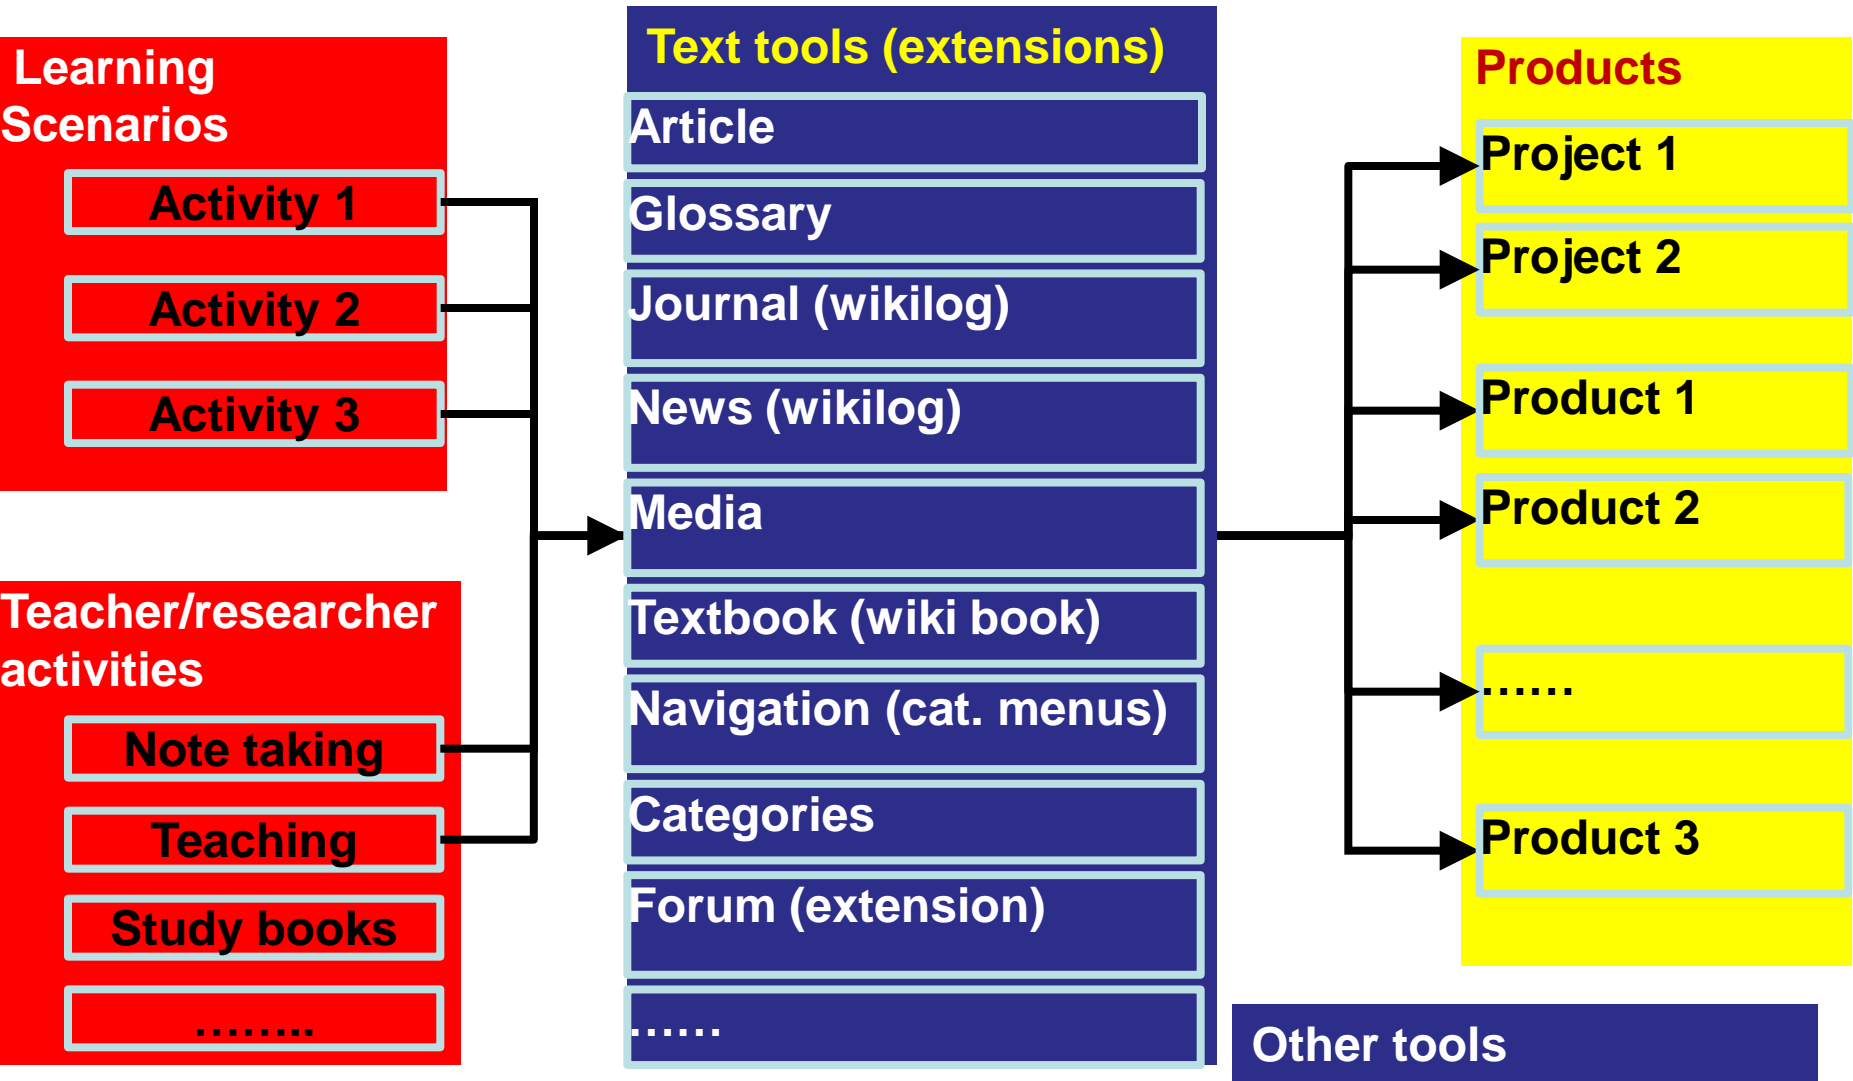 Learning
Scenarios
Activity 1
Activity 2
Activity 3
Teacher/researcher
activities
Note taking
Teaching
Study books
……..
Text tools (extensions)
Article
Glossary
Journal (wikilog)
News (wikilog)
Media
Textbook (wiki book)
Navigation (cat. menus)
Categories
Forum (extension)
……
Products
Project 1
Project 2
Product 1
Product 2
……
Product 3
Other tools